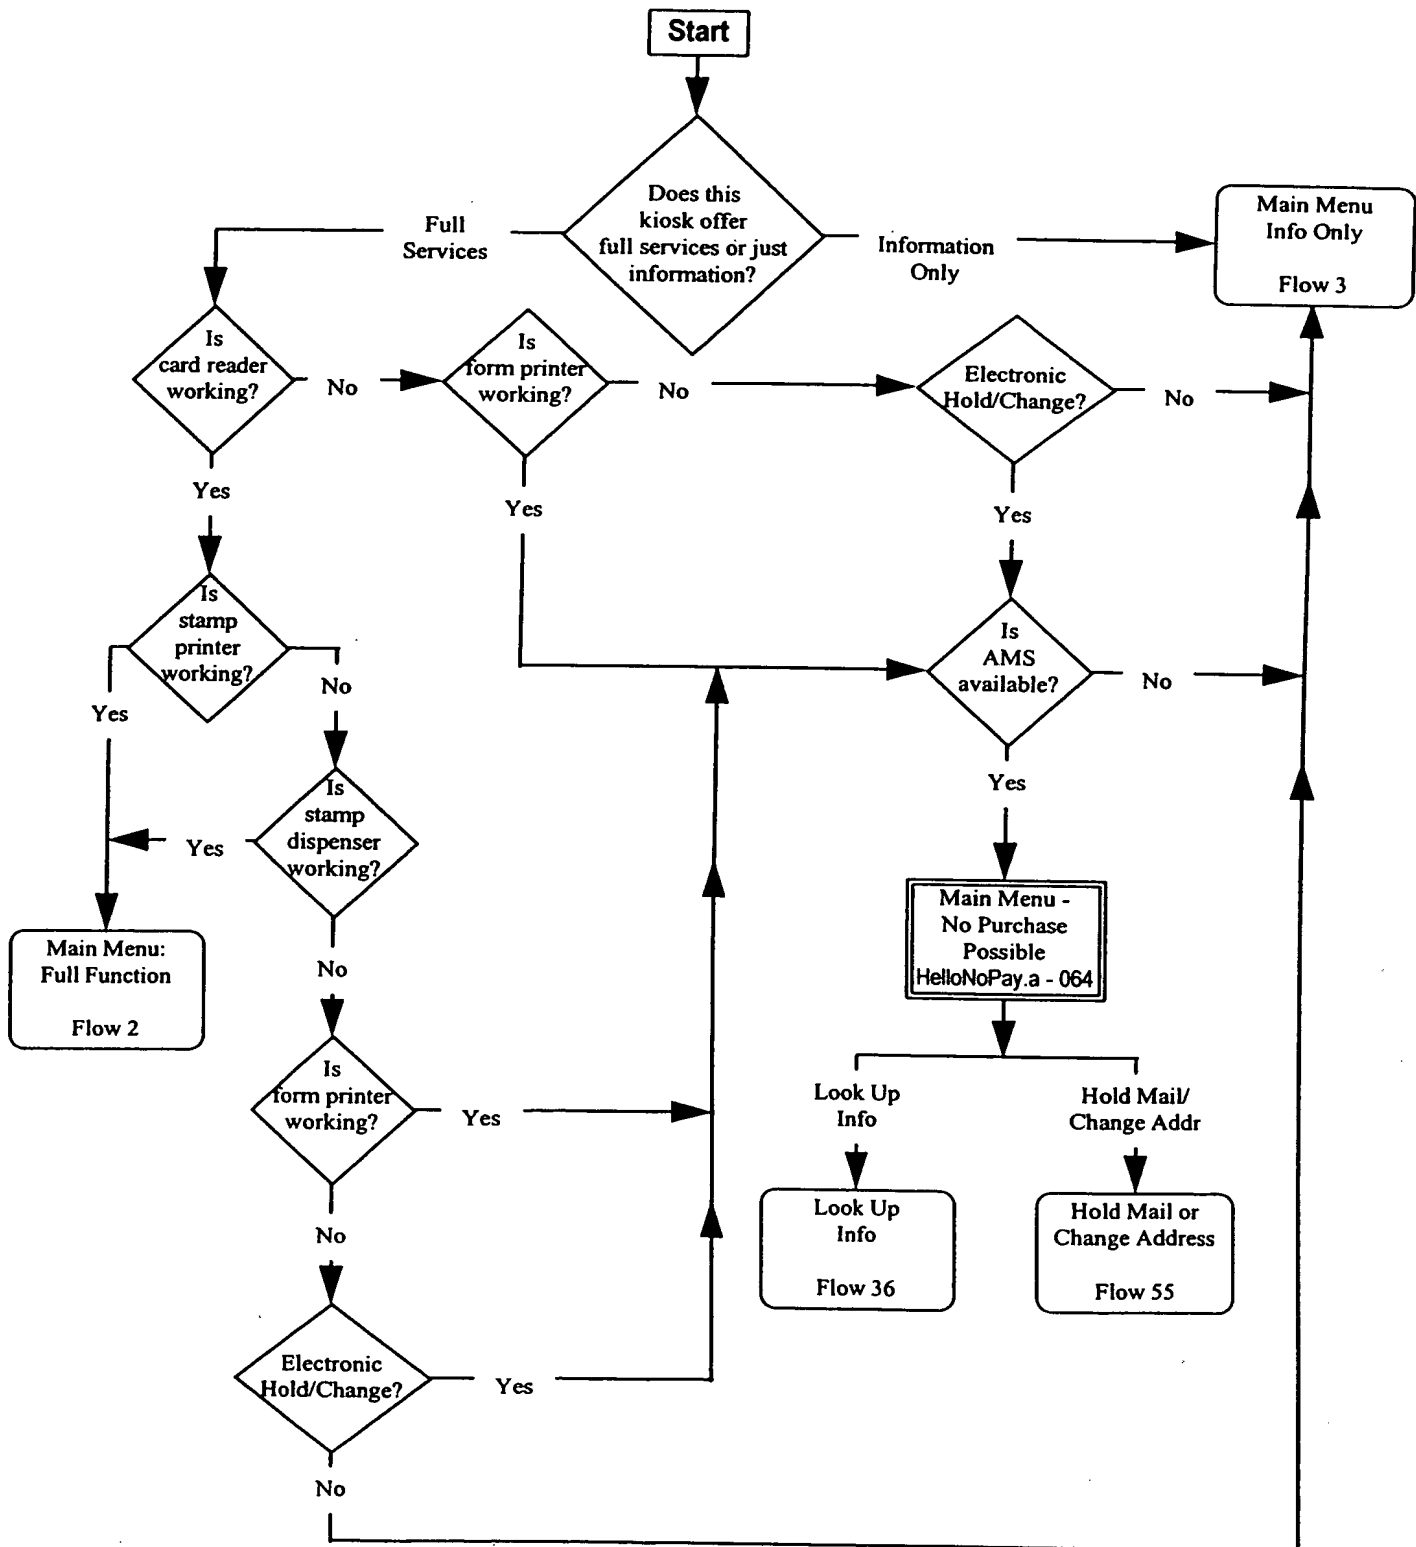 Start
Does this
kiosk offer
full services or just
information?
Full
Services
Information
Only
Main Menu
Info Only
Flow 3
Is
card reader
working?
No
Is
form printer
working?
No
Electronic
Hold/Change?
No
Yes
Yes
Yes
Is
stamp
printer
working?
Is
AMS
available?
No
No
Yes
Yes
Is
stamp
dispenser
working?
Yes
Main Menu -
No Purchase
Possible
HelloNoPay.a - 064
Main Menu:
Full Function
Flow 2
No
Is
form printer
working?
Yes
Look Up
Info
Hold Mail/
Change Addr
Look Up
Info
Flow 36
Hold Mail or
Change Address
Flow 55
No
Electronic
Hold/Change?
Yes
No